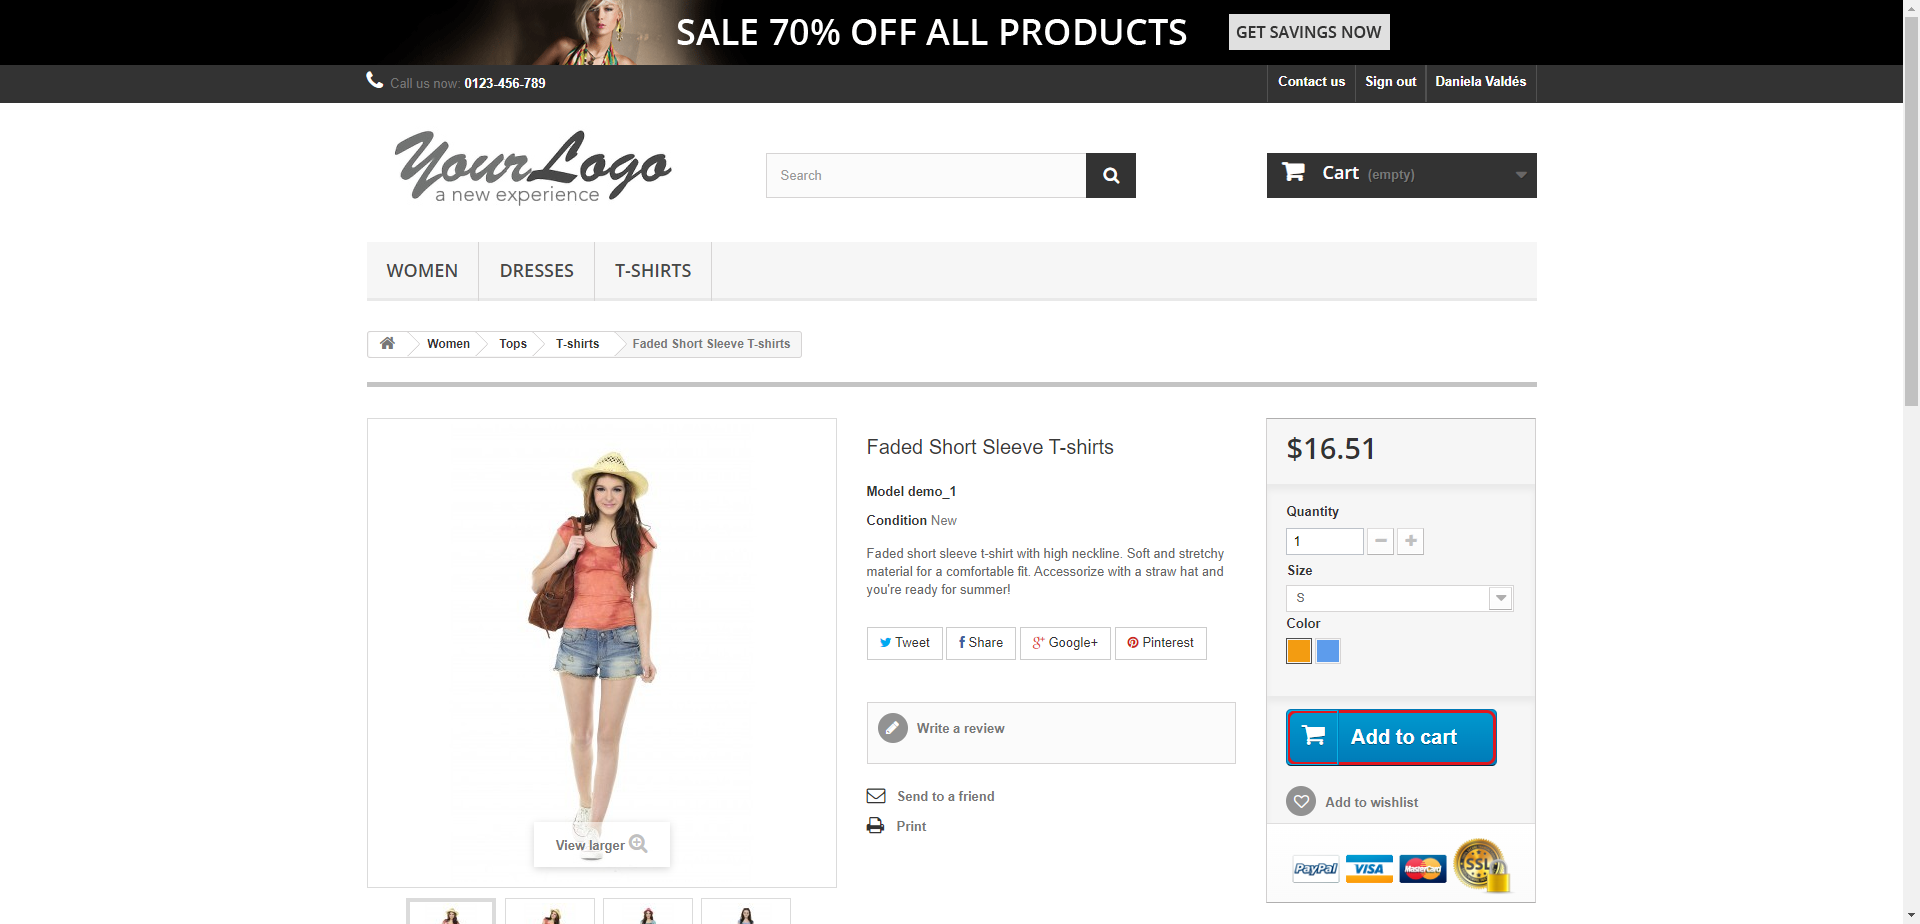 SALE 70% OFF ALL PRODUCTS GET SAVINGS NOW
Call us now: 0123-456-789 Contact us Sign out Daniela Valdés
YourLogo
a new experience
Search
Cart (empty)
WOMEN DRESSES T-SHIRTS
Women Tops T-shirts Faded Short Sleeve T-shirts
Faded Short Sleeve T-shirts
Model demo_1
Condition New
Faded short sleeve t-shirt with high neckline. Soft and stretchy
material for a comfortable fit. Accessorize with a straw hat and
you're ready for summer!
Tweet Share Google+ Pinterest
Write a review
Send to a friend
Print
View larger
$16.51
Quantity
1
Size
S
Color
Add to cart
Add to wishlist
PayPal VISA MasterCard SSL